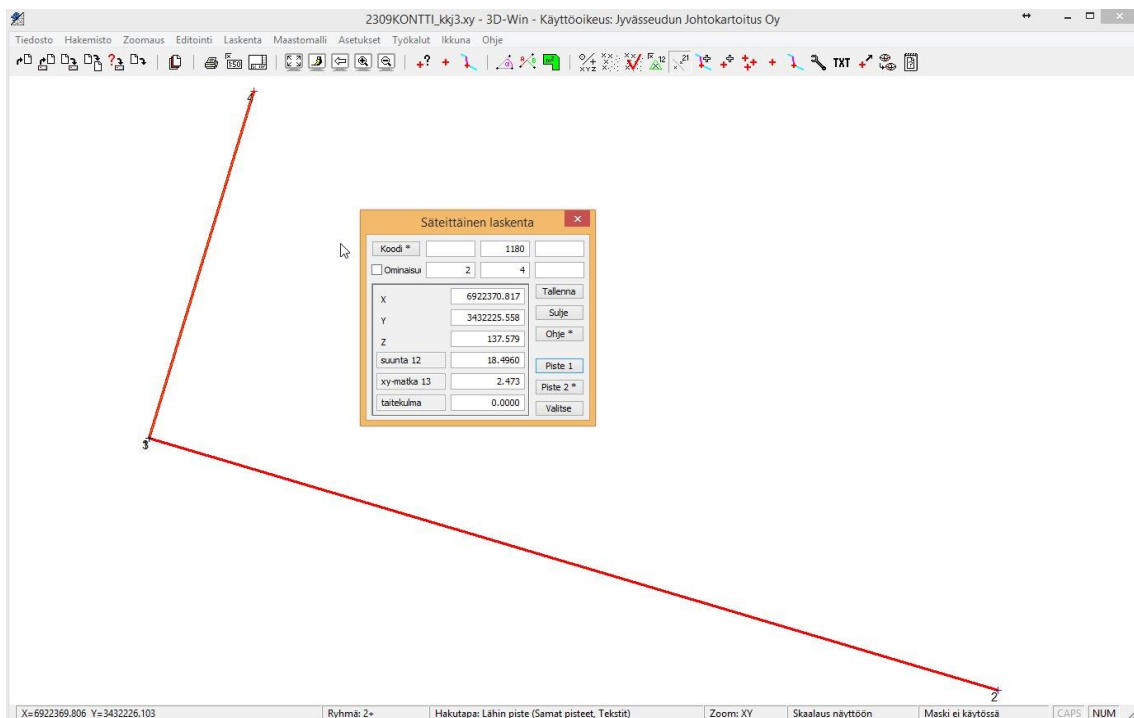 2309KONTTI_kkj3.xy - 3D-Win - Käyttöoikeus: Jyvässeudun Johtokartoitus Oy
Tiedosto Hakemisto Zoomaus Editointi Laskenta Maastomalli Asetukset Työkalut Ikkuna Ohje
TXT
4
Säteittäinen laskenta
Koodi * 1180
Ominaisu 2 4
X 6922370.817 Tallenna
Y 3432225.558 Sulje
Z 137.579 Ohje *
suunta 12 18.4960 Piste 1
xy-matka 13 2.473 Piste 2 *
taitekulma 0.0000 Valitse
2
X=6922369.806 Y=3432226.103 Ryhmä: 2+ Hakutapa: Lähin piste (Samat pisteet, Tekstit) Zoom: XY Skaalaus näyttöön Maski ei käytössä CAPS NUM